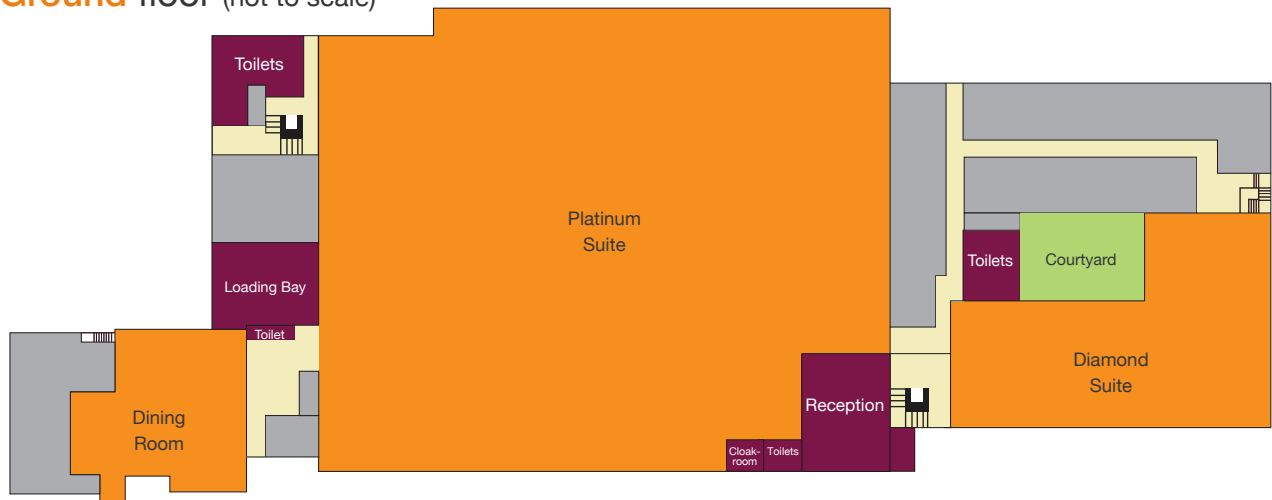 Ground floor (not to scale)
Toilets
Platinum
Suite
Loading Bay
Toilet
Dining
Room
Toilets
Courtyard
Diamond
Suite
Reception
Cloak-
room
Toilets